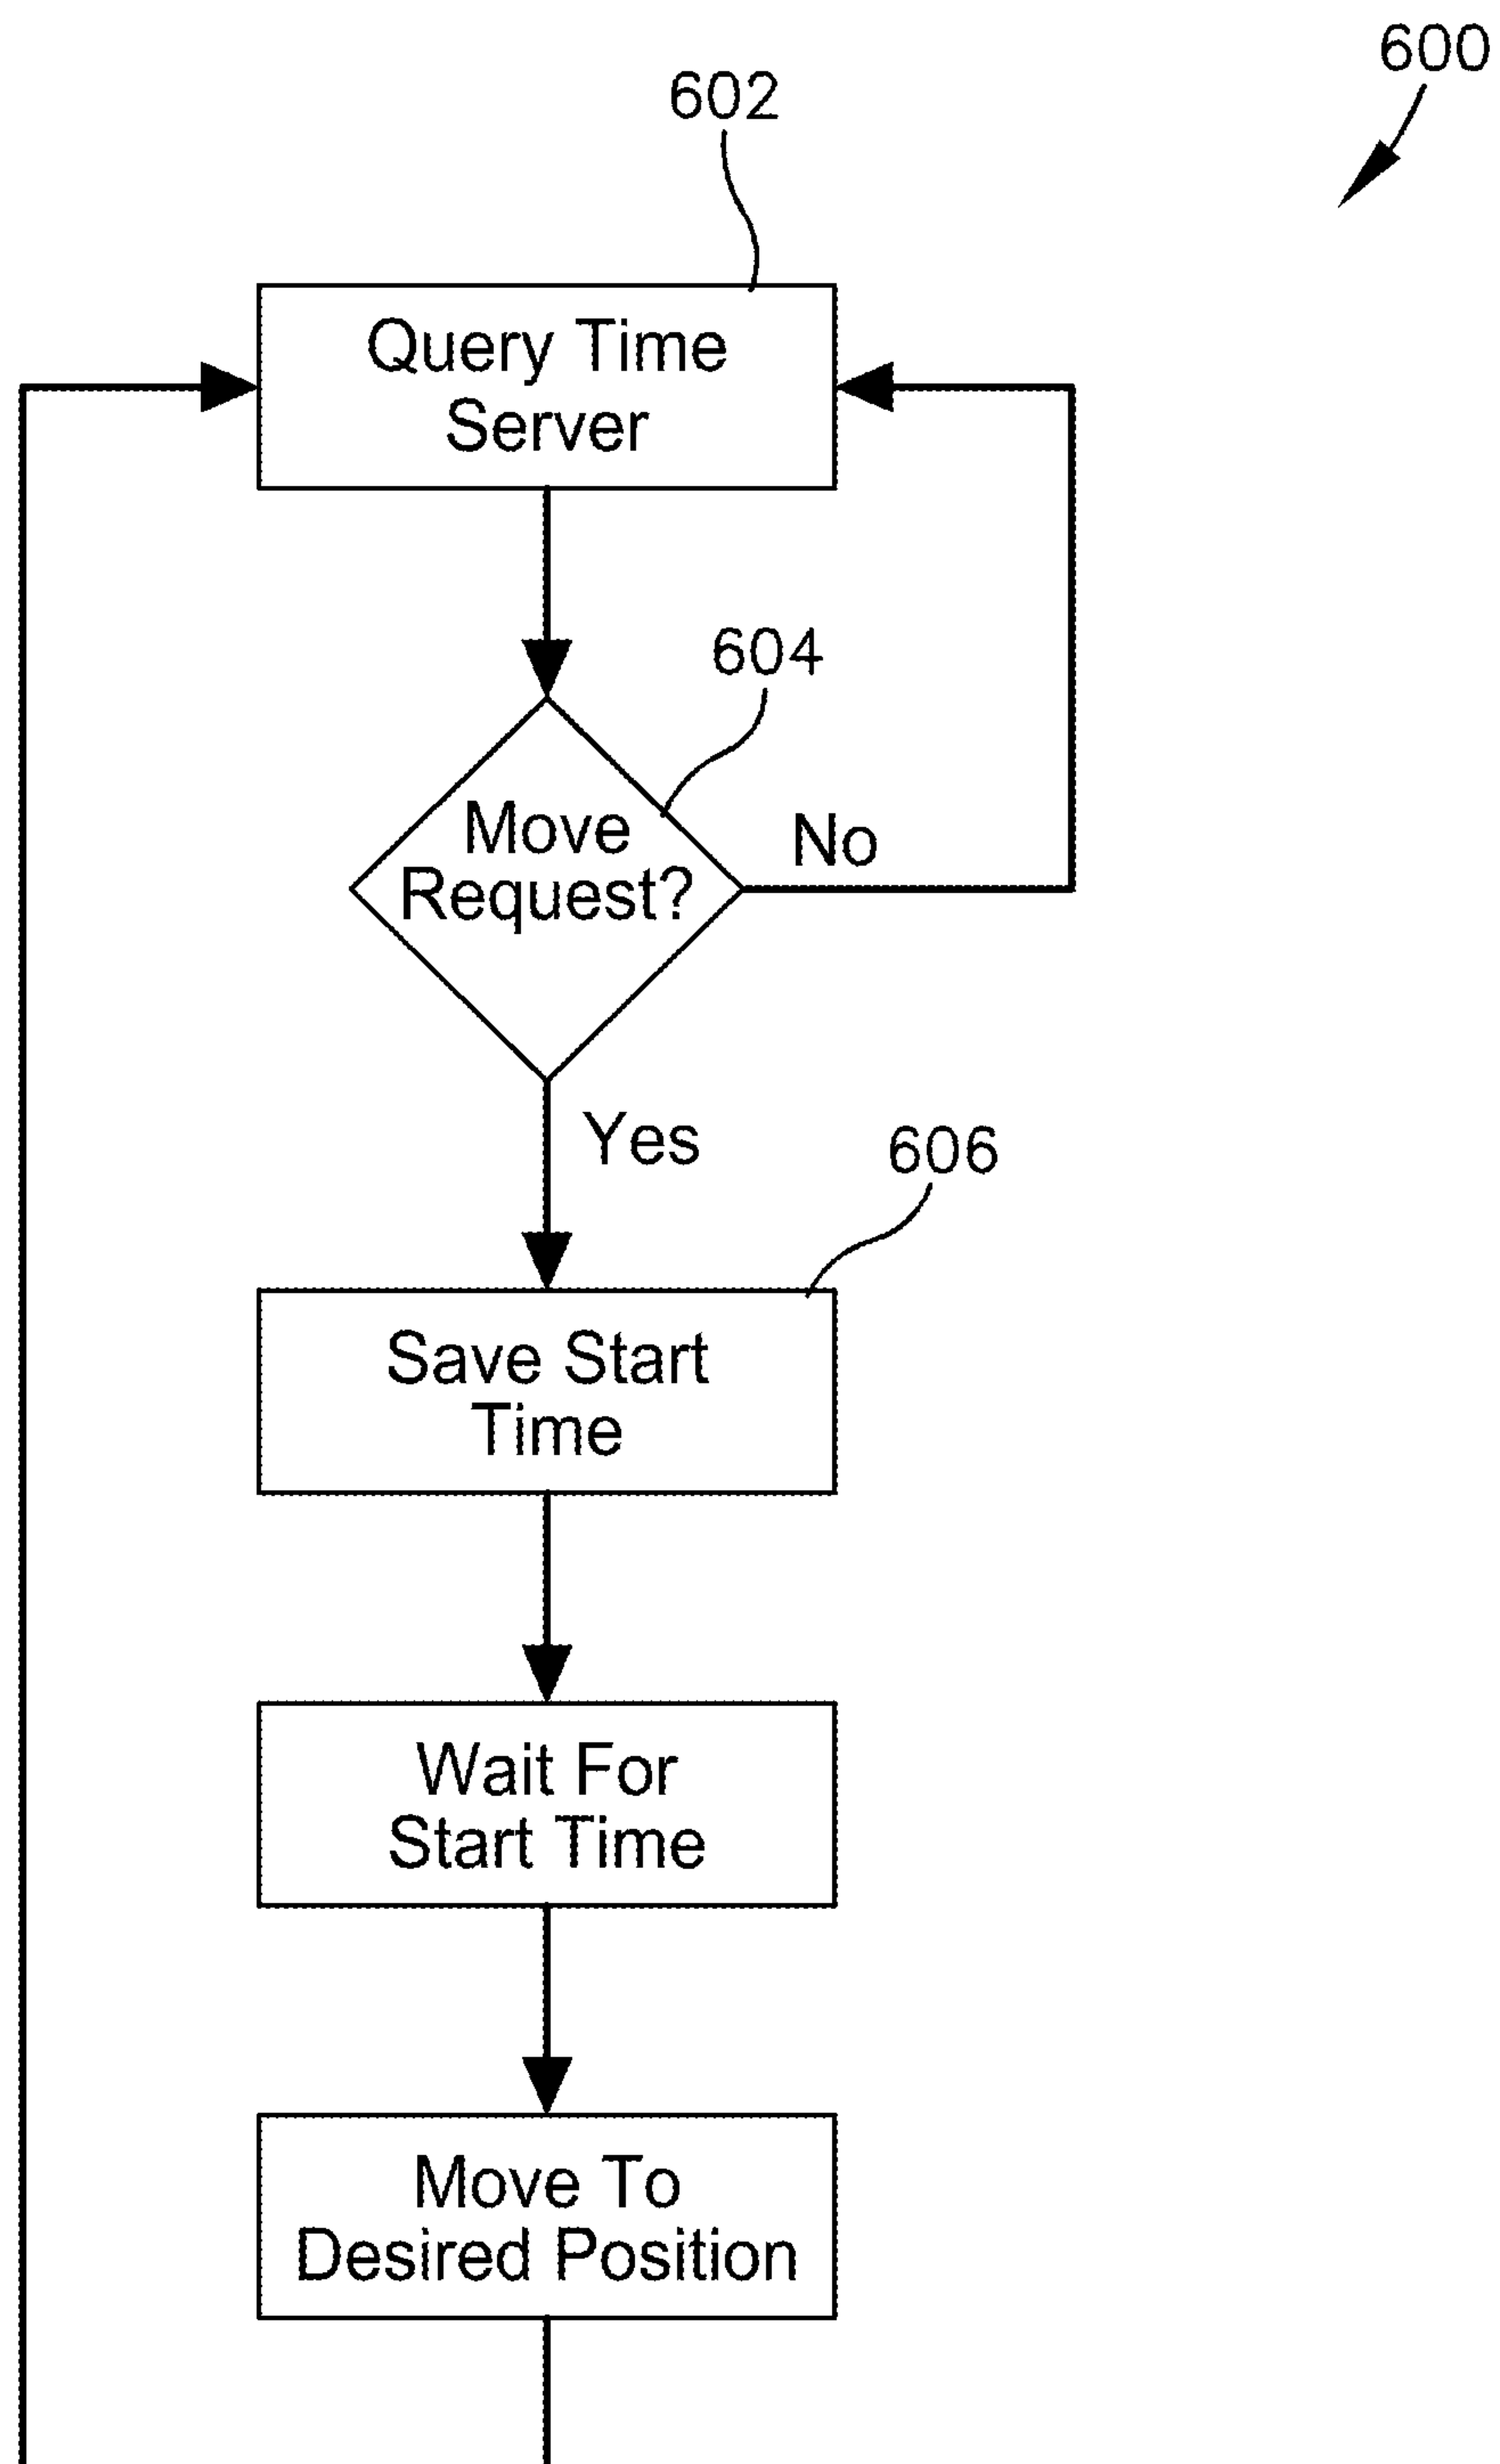 600
602
Query Time
Server
604
Move
Request?
No
Yes
606
Save Start
Time
Wait For
Start Time
Move To
Desired Position